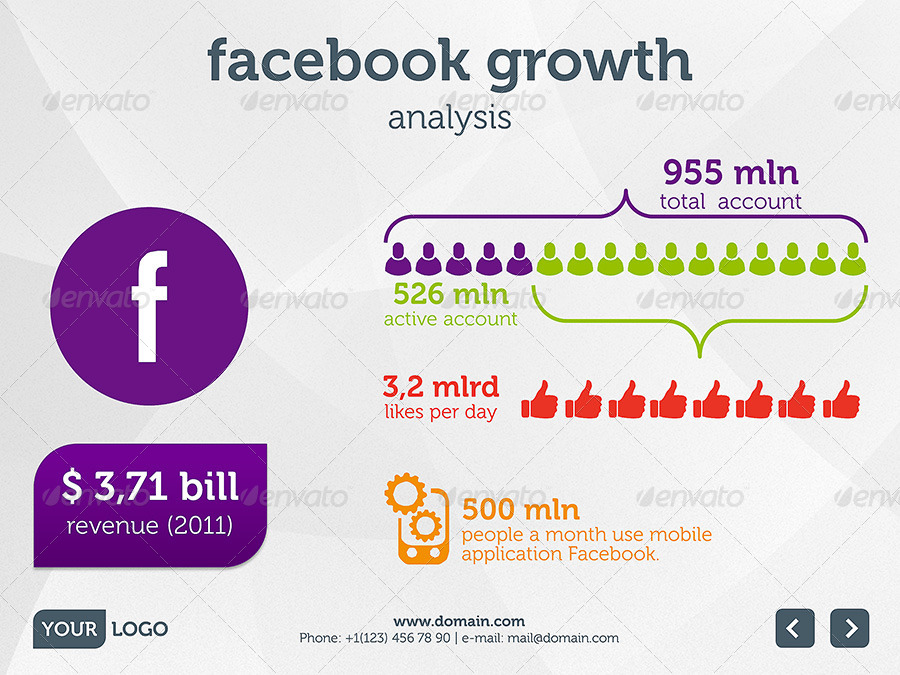 facebook growth
analysis
955 mln
total account
526 mln
active account
3,2 mlrd
likes per day
f
$ 3,71 bill
revenue (2011)
500 mln
people a month use mobile
application Facebook.
YOUR LOGO
www.domain.com
Phone: +1(123) 456 78 90 | e-mail: mail@domain.com
envato